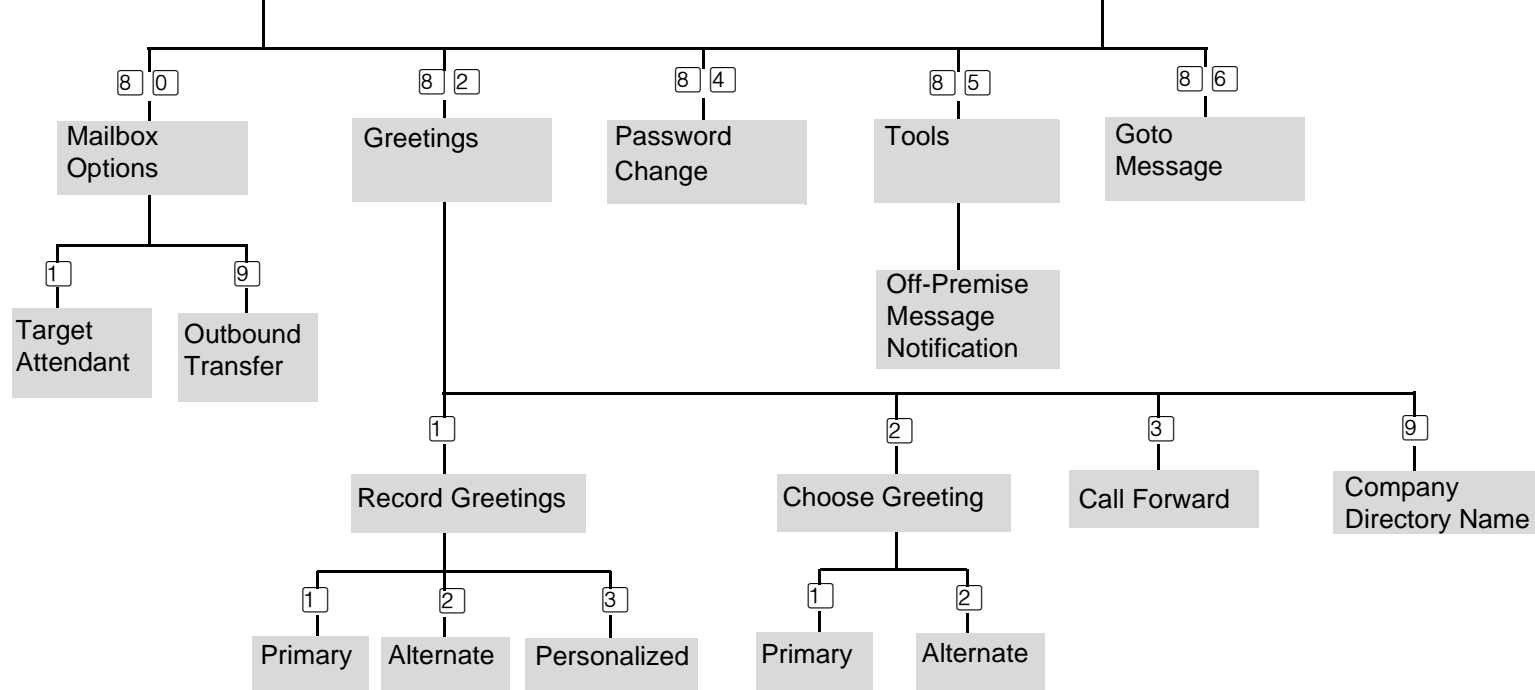 8 0
8 2
8 4
8 5
8 6
Mailbox
Options
Greetings
Password
Change
Tools
Goto
Message
1
9
Target
Attendant
Outbound
Transfer
Off-Premise
Message
Notification
1
2
3
9
Record Greetings
Choose Greeting
Call Forward
Company
Directory Name
1
2
3
1
2
Primary
Alternate
Personalized
Primary
Alternate